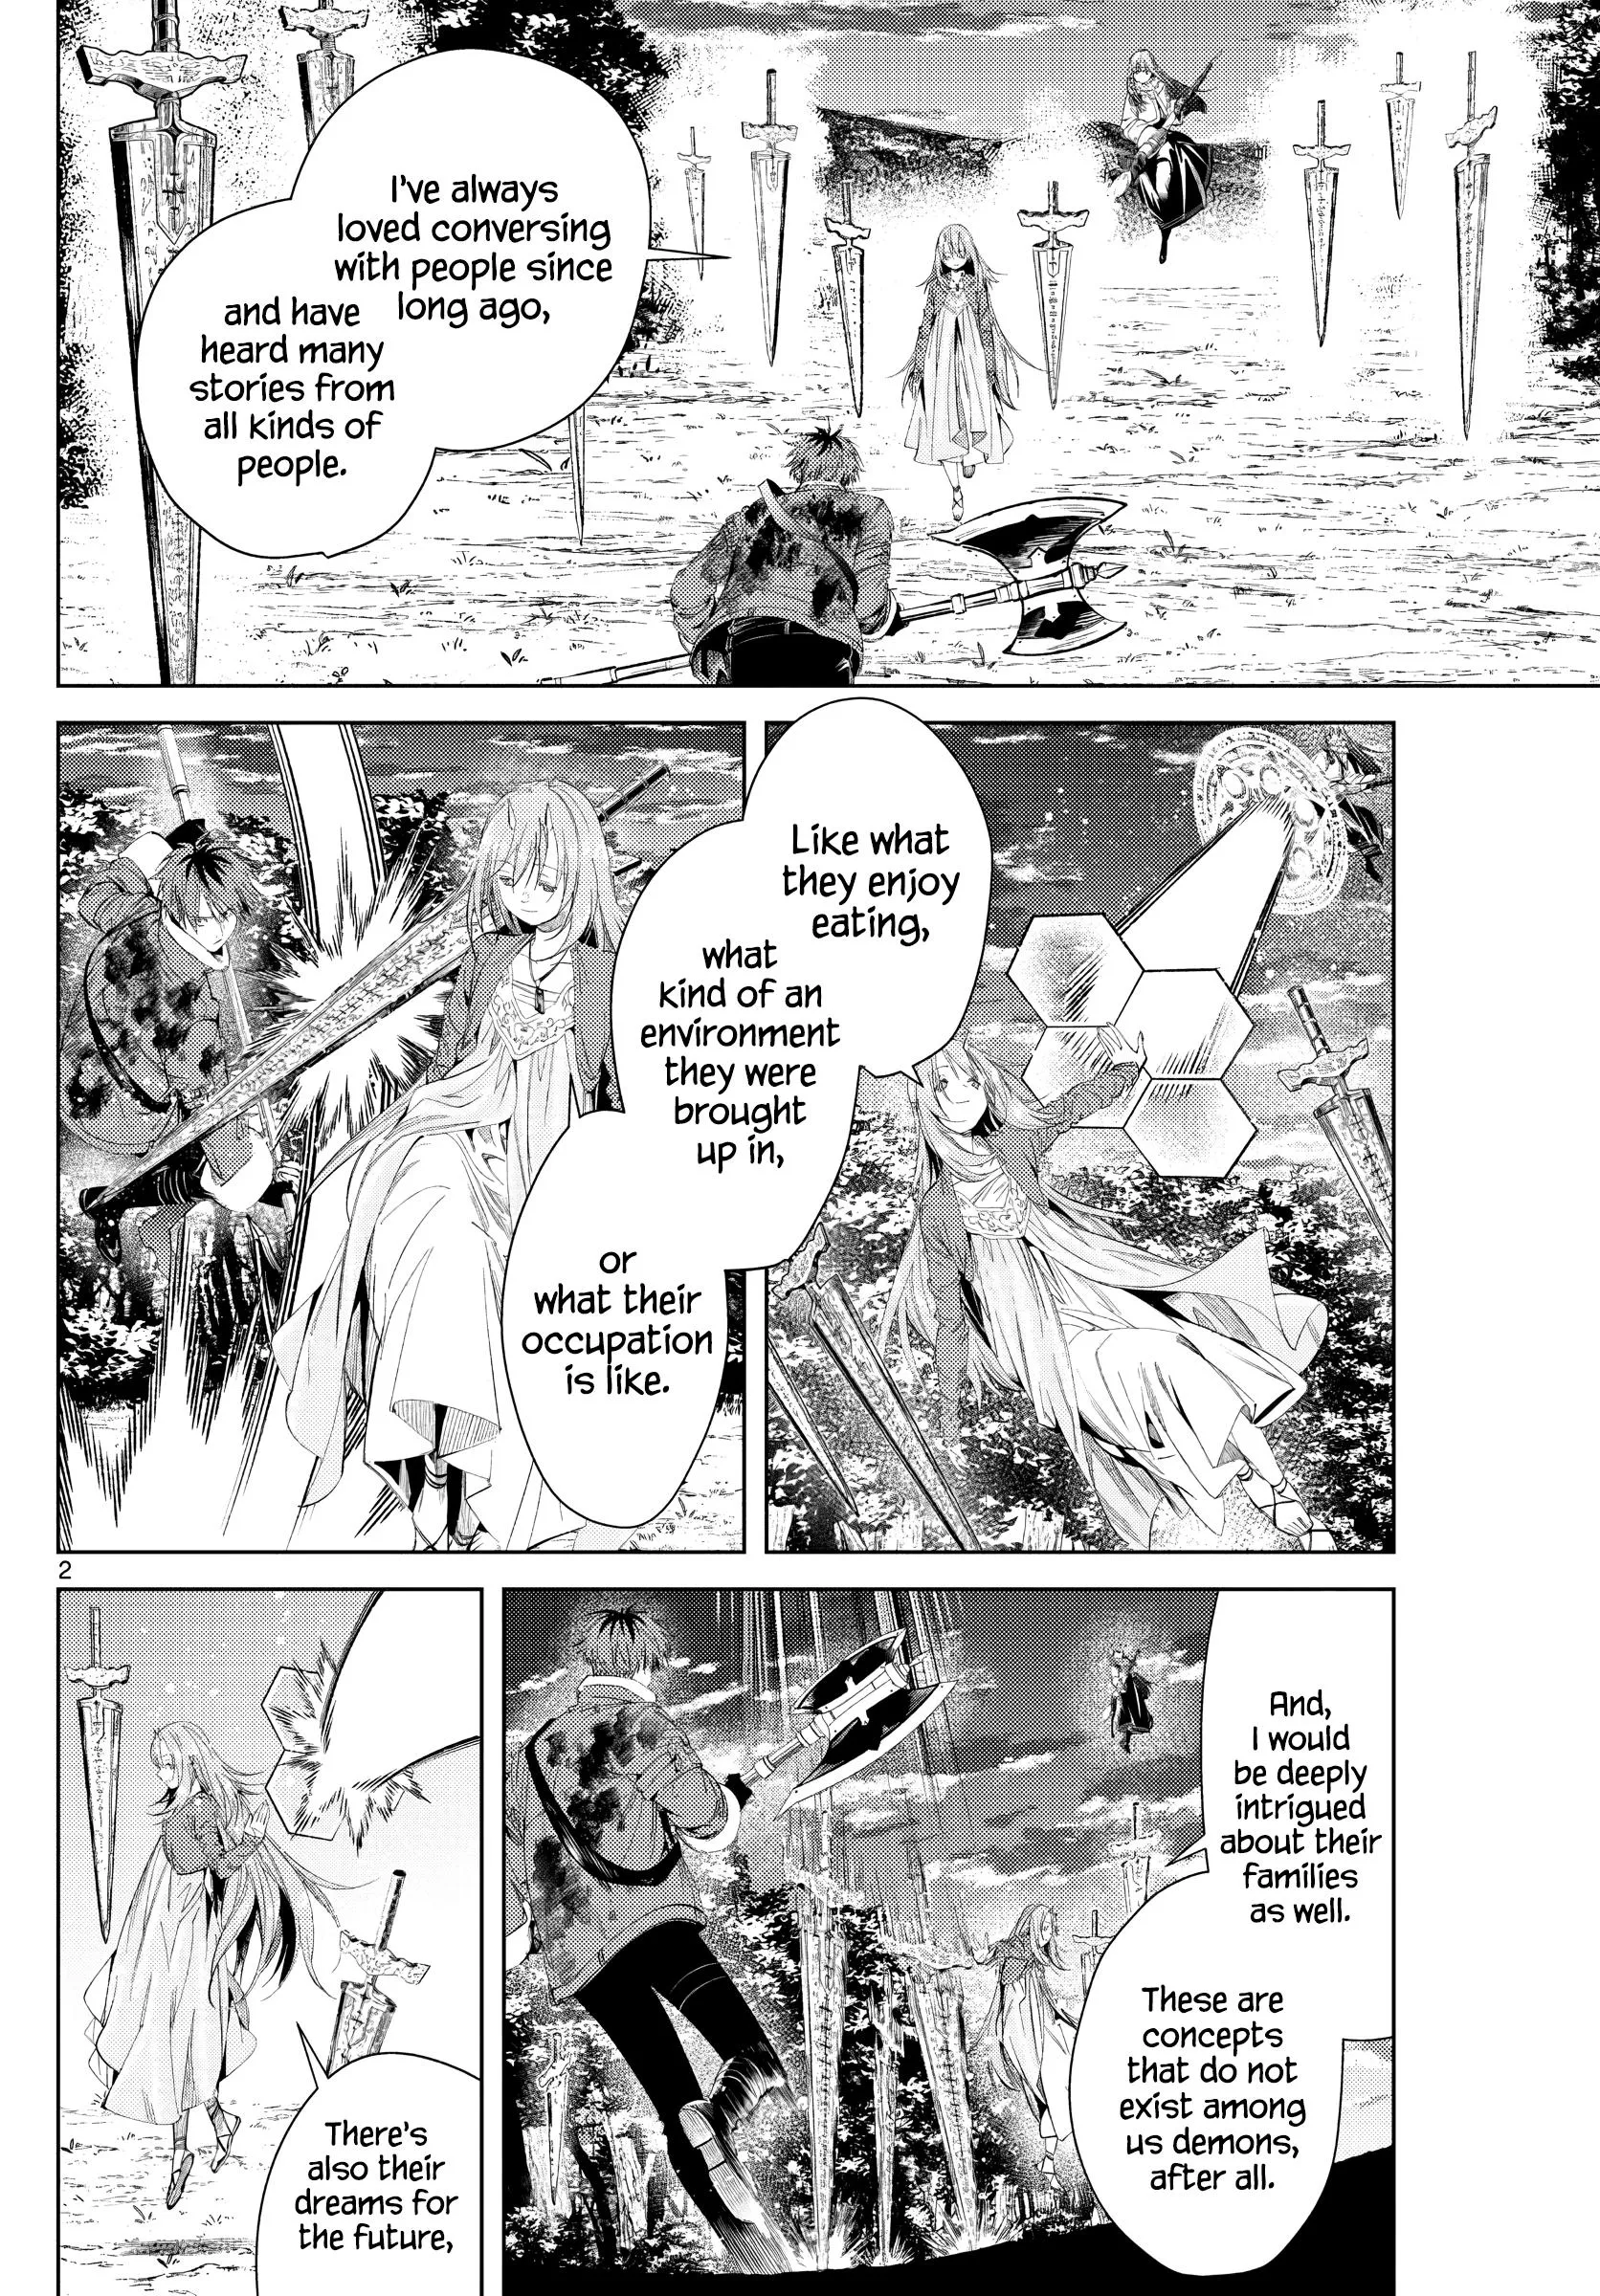 I've always
loved conversing
with people since
long ago,
and have
heard many
stories from
all kinds of
people.
Like what
they enjoy
eating,
what
kind of an
environment
they were
brought
up in,
or
what their
occupation
is like.
2
And,
I would
be deeply
intrigued
about their
families
as well.
These are
concepts
that do not
exist among
us demons,
after all.
There's
also their
dreams for
the future,